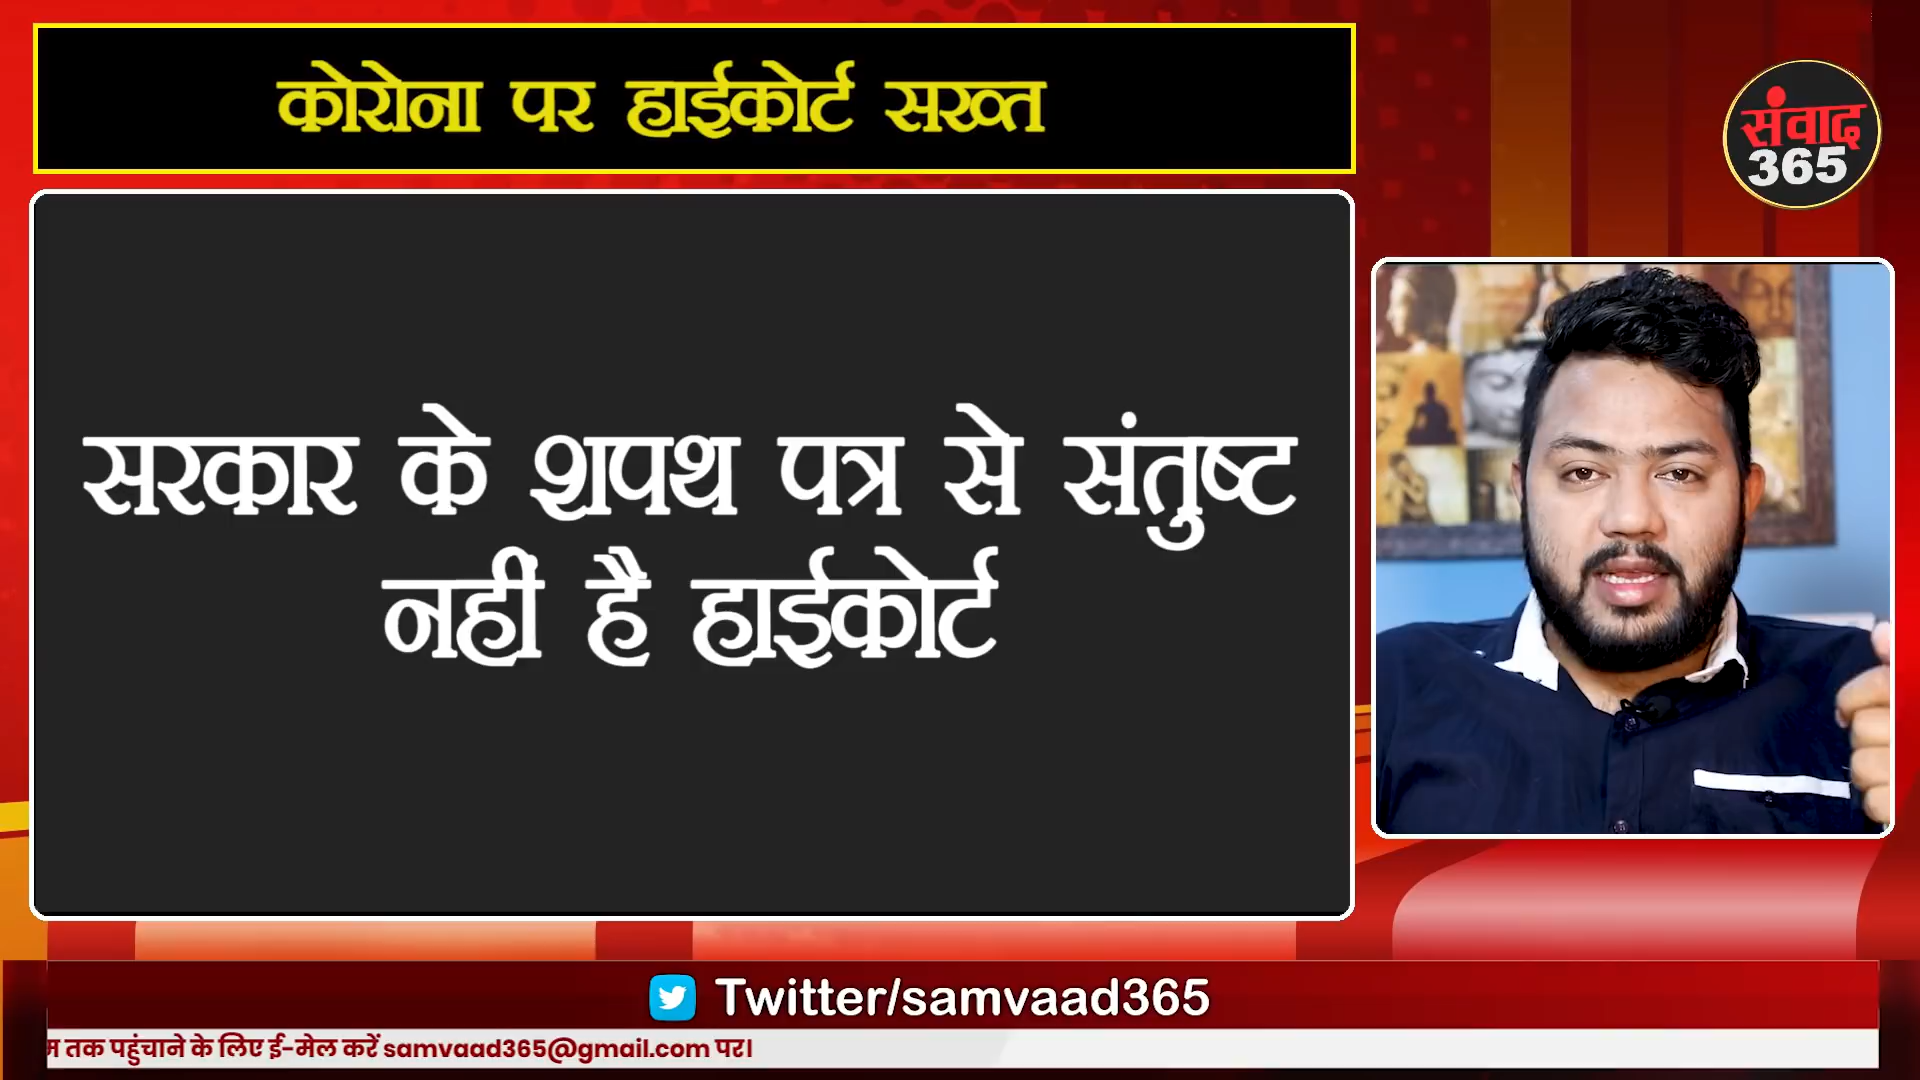 कोरोना पर हाईकोर्ट सख्त
संवाद
365
सरकार के शपथ पत्र से संतुष्ट
नहीं है हाईकोर्ट
Twitter/samvaad365
तक पहुंचाने के लिए ई-मेल करें samvaad365@gmail.com पर।